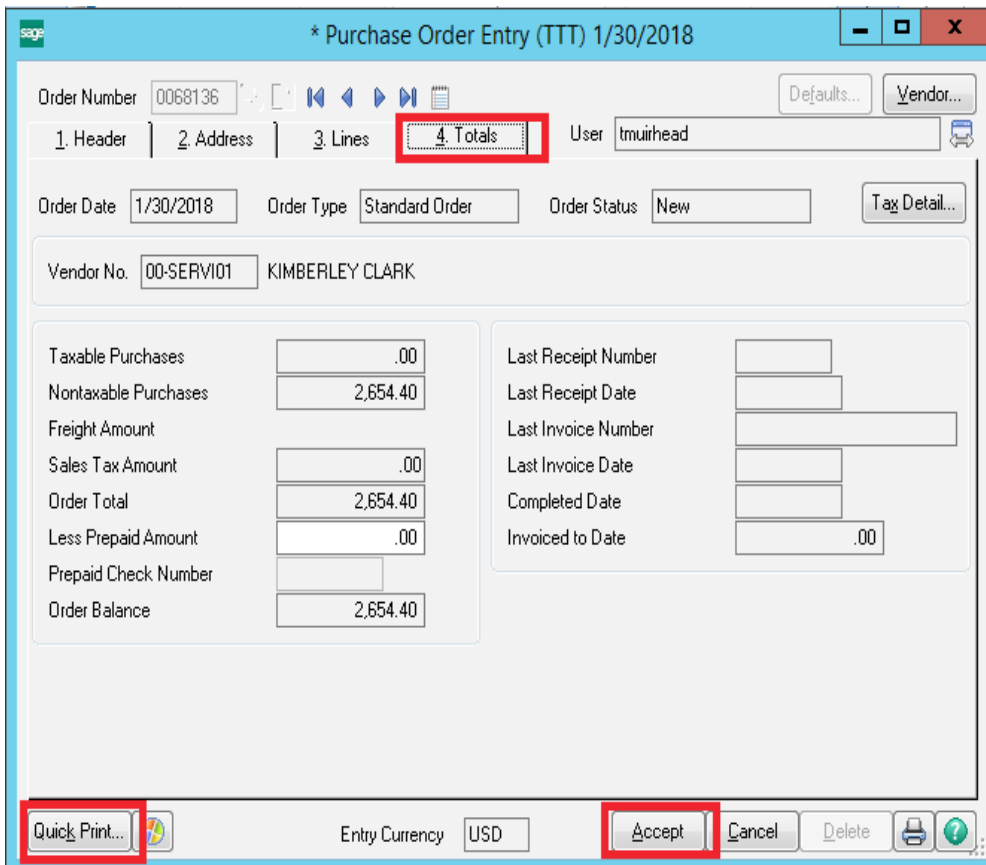 sage
* Purchase Order Entry (TTT) 1/30/2018
x
Order Number 0068136 Defaults... Vendor...
1. Header 2. Address 3. Lines 4. Totals User tmuirhead
Order Date 1/30/2018 Order Type Standard Order Order Status New Tax Detail...
Vendor No. 00-SERVI01 KIMBERLEY CLARK
Taxable Purchases .00 Last Receipt Number
Nontaxable Purchases 2,654.40 Last Receipt Date
Freight Amount Last Invoice Number
Sales Tax Amount .00 Last Invoice Date
Order Total 2,654.40 Completed Date
Less Prepaid Amount .00 Invoiced to Date .00
Prepaid Check Number
Order Balance 2,654.40
Quick Print... Entry Currency USD Accept Cancel Delete ?